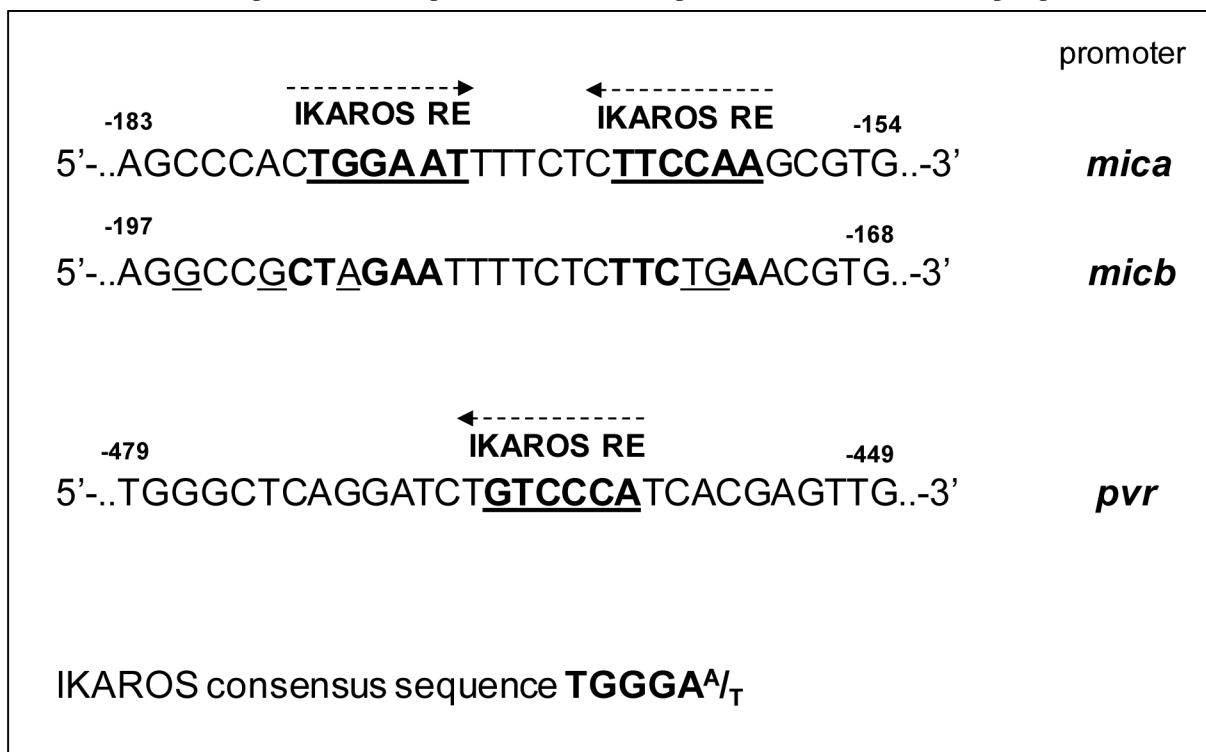 promoter
IKAROS RE IKAROS RE
-183 -154
5'-..AGCCCACTGGAATTTTCTCTTCCAAGCGTG..-3' mica
-197 -168
5'-..AGGCCGCTAGAATTTTCTCTTCTGAACGTG..-3' micb
IKAROS RE
-479 -449
5'-..TGGGCTCAGGATCTGTCCCATCACGAGTTG..-3' pvr
IKAROS consensus sequence TGGGAA/T